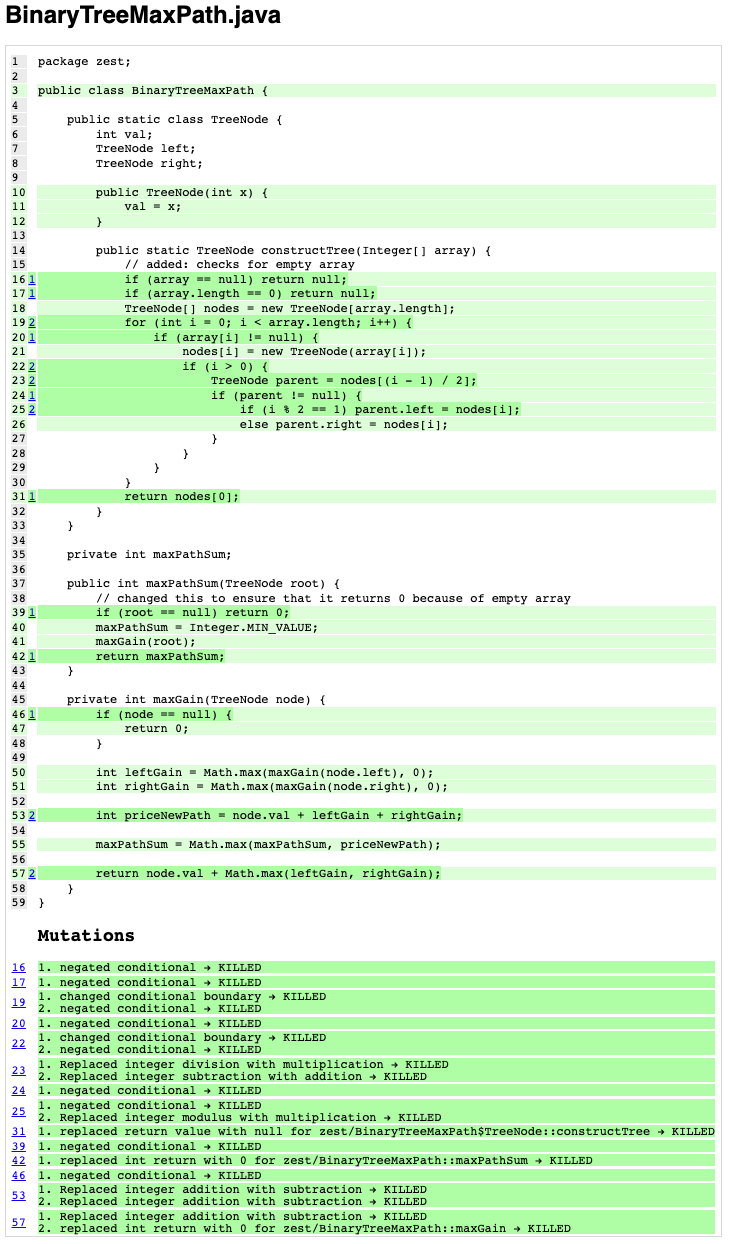 BinaryTreeMaxPath.java
1 package zest;
2
3 public class BinaryTreeMaxPath {
4
5 public static class TreeNode {
6 int val;
7 TreeNode left;
8 TreeNode right;
9
10 public TreeNode(int x) {
11 val = x;
12 }
13
14 public static TreeNode constructTree(Integer[] array) {
15 // added: checks for empty array
16 1 if (array == null) return null;
17 1 if (array.length == 0) return null;
18 TreeNode[] nodes = new TreeNode[array.length];
19 2 for (int i = 0; i < array.length; i++) {
20 1 if (array[i] != null) {
21 nodes[i] = new TreeNode(array[i]);
22 2 if (i > 0) {
23 2 TreeNode parent = nodes[(i - 1) / 2];
24 1 if (parent != null) {
25 2 if (i % 2 == 1) parent.left = nodes[i];
26 else parent.right = nodes[i];
27 }
28 }
29 }
30 }
31 1 return nodes[0];
32 }
33 }
34
35 private int maxPathSum;
36
37 public int maxPathSum(TreeNode root) {
38 // changed this to ensure that it returns 0 because of empty array
39 1 if (root == null) return 0;
40 maxPathSum = Integer.MIN_VALUE;
41 maxGain(root);
42 1 return maxPathSum;
43 }
44
45 private int maxGain(TreeNode node) {
46 1 if (node == null) {
47 return 0;
48 }
49
50 int leftGain = Math.max(maxGain(node.left), 0);
51 int rightGain = Math.max(maxGain(node.right), 0);
52
53 2 int priceNewPath = node.val + leftGain + rightGain;
54
55 maxPathSum = Math.max(maxPathSum, priceNewPath);
56
57 2 return node.val + Math.max(leftGain, rightGain);
58 }
59 }
Mutations
16 1. negated conditional → KILLED
17 1. negated conditional → KILLED
19 1. changed conditional boundary → KILLED
2. negated conditional → KILLED
20 1. negated conditional → KILLED
22 1. changed conditional boundary → KILLED
2. negated conditional → KILLED
23 1. Replaced integer division with multiplication → KILLED
2. Replaced integer subtraction with addition → KILLED
24 1. negated conditional → KILLED
25 1. negated conditional → KILLED
2. Replaced integer modulus with multiplication → KILLED
31 1. replaced return value with null for zest/BinaryTreeMaxPath$TreeNode::constructTree → KILLED
39 1. negated conditional → KILLED
42 1. replaced int return with 0 for zest/BinaryTreeMaxPath::maxPathSum → KILLED
46 1. negated conditional → KILLED
53 1. Replaced integer addition with subtraction → KILLED
2. Replaced integer addition with subtraction → KILLED
57 1. Replaced integer addition with subtraction → KILLED
2. replaced int return with 0 for zest/BinaryTreeMaxPath::maxGain → KILLED